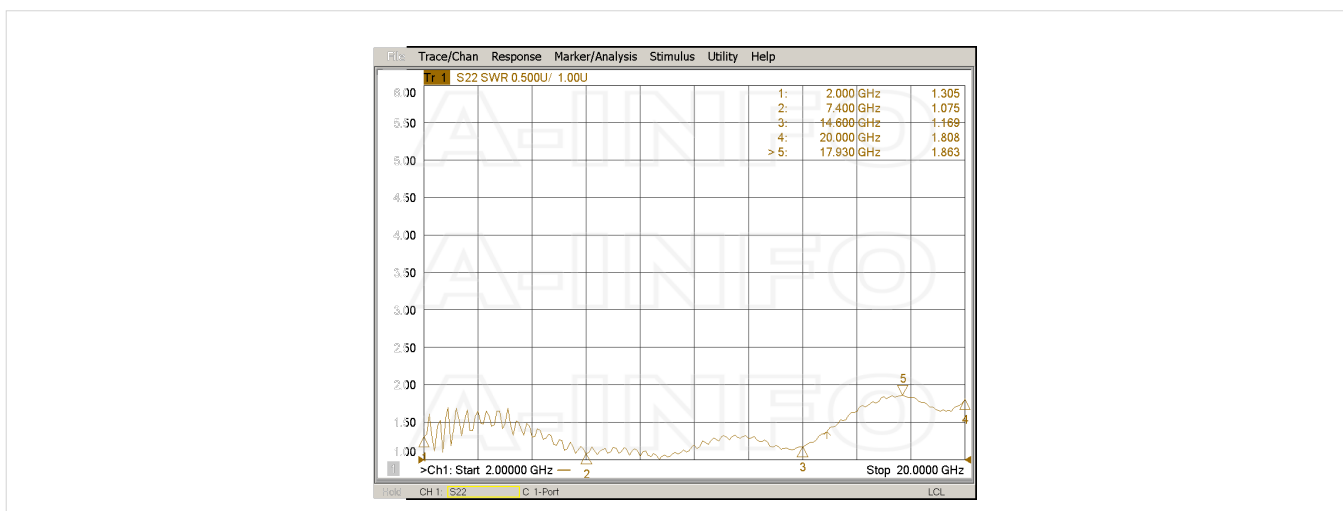 File Trace/Chan Response Marker/Analysis Stimulus Utility Help
Tr 1 S22 SWR 0.500U/ 1.00U
6.00
5.50
5.00
4.50
4.00
3.50
3.00
2.50
2.00
1.50
1.00
1: 2.000 GHz 1.305
2: 7.400 GHz 1.075
3: 14.600 GHz 1.169
4: 20.000 GHz 1.808
> 5: 17.930 GHz 1.863
A-INFO
A-INFO
A-INFO
5
4
1
1
2
3
1
>Ch1: Start 2.00000 GHz
Stop 20.0000 GHz
Hold CH 1: S22 C 1-Port LCL